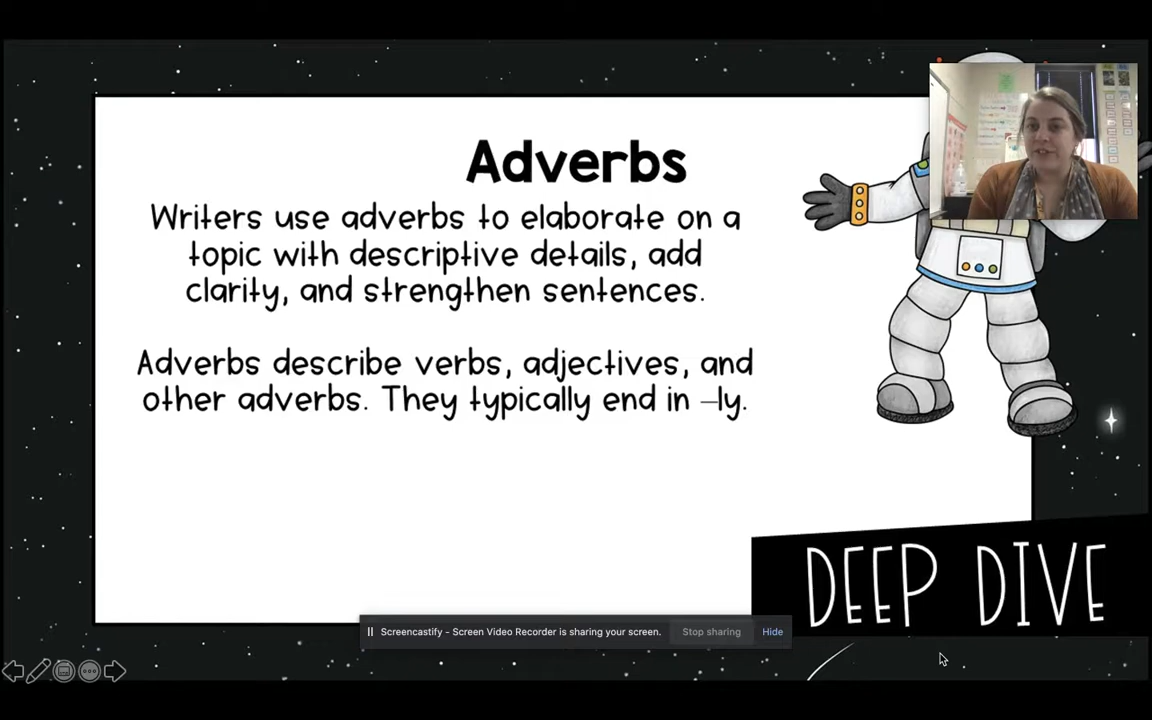 Adverbs
Writers use adverbs to elaborate on a
topic with descriptive details, add
clarity, and strengthen sentences.
Adverbs describe verbs, adjectives, and
other adverbs. They typically end in –ly.
DEEP DIVE
Screencastify - Screen Video Recorder is sharing your screen.
Stop sharing
Hide